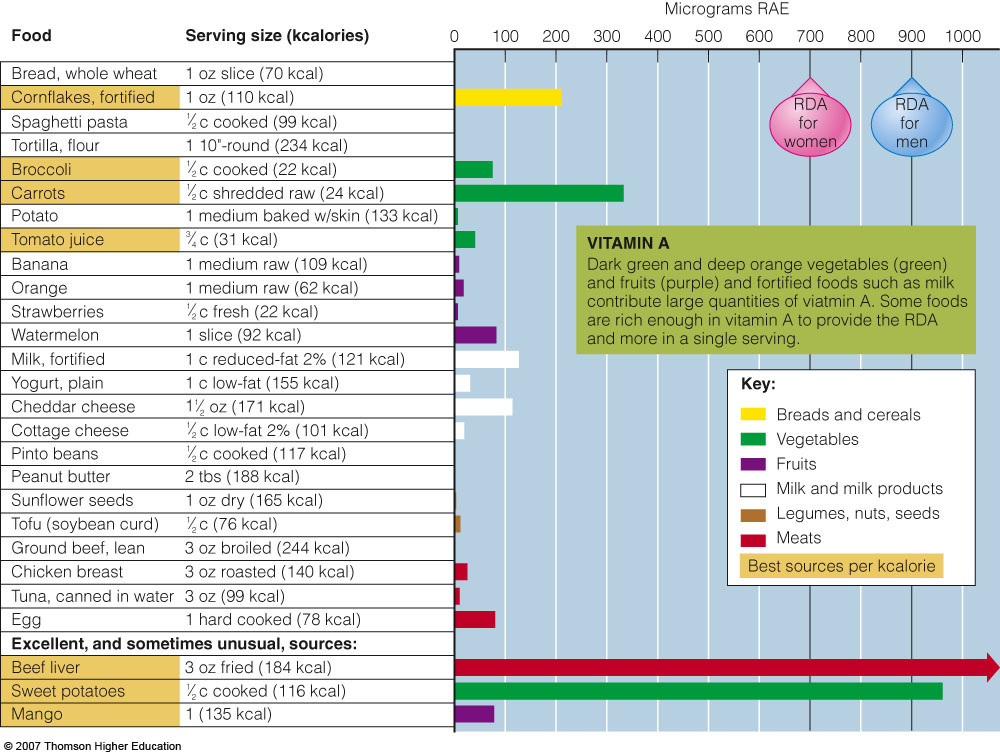 Micrograms RAE
Food Serving size (kcalories) 0 100 200 300 400 500 600 700 800 900 1000
Bread, whole wheat 1 oz slice (70 kcal)
Cornflakes, fortified 1 oz (110 kcal)
Spaghetti pasta ½ c cooked (99 kcal)
Tortilla, flour 1 10"-round (234 kcal)
Broccoli ½ c cooked (22 kcal)
Carrots ½ c shredded raw (24 kcal)
Potato 1 medium baked w/skin (133 kcal)
Tomato juice ¾ c (31 kcal)
Banana 1 medium raw (109 kcal)
Orange 1 medium raw (62 kcal)
Strawberries ½ c fresh (22 kcal)
Watermelon 1 slice (92 kcal)
Milk, fortified 1 c reduced-fat 2% (121 kcal)
Yogurt, plain 1 c low-fat (155 kcal)
Cheddar cheese 1½ oz (171 kcal)
Cottage cheese ½ c low-fat 2% (101 kcal)
Pinto beans ½ c cooked (117 kcal)
Peanut butter 2 tbs (188 kcal)
Sunflower seeds 1 oz dry (165 kcal)
Tofu (soybean curd) ½ c (76 kcal)
Ground beef, lean 3 oz broiled (244 kcal)
Chicken breast 3 oz roasted (140 kcal)
Tuna, canned in water 3 oz (99 kcal)
Egg 1 hard cooked (78 kcal)
Excellent, and sometimes unusual, sources:
Beef liver 3 oz fried (184 kcal)
Sweet potatoes ½ c cooked (116 kcal)
Mango 1 (135 kcal)
RDA
for
women
RDA
for
men
VITAMIN A
Dark green and deep orange vegetables (green)
and fruits (purple) and fortified foods such as milk
contribute large quantities of viatmin A. Some foods
are rich enough in vitamin A to provide the RDA
and more in a single serving.
Key:
Breads and cereals
Vegetables
Fruits
Milk and milk products
Legumes, nuts, seeds
Meats
Best sources per kcalorie
© 2007 Thomson Higher Education